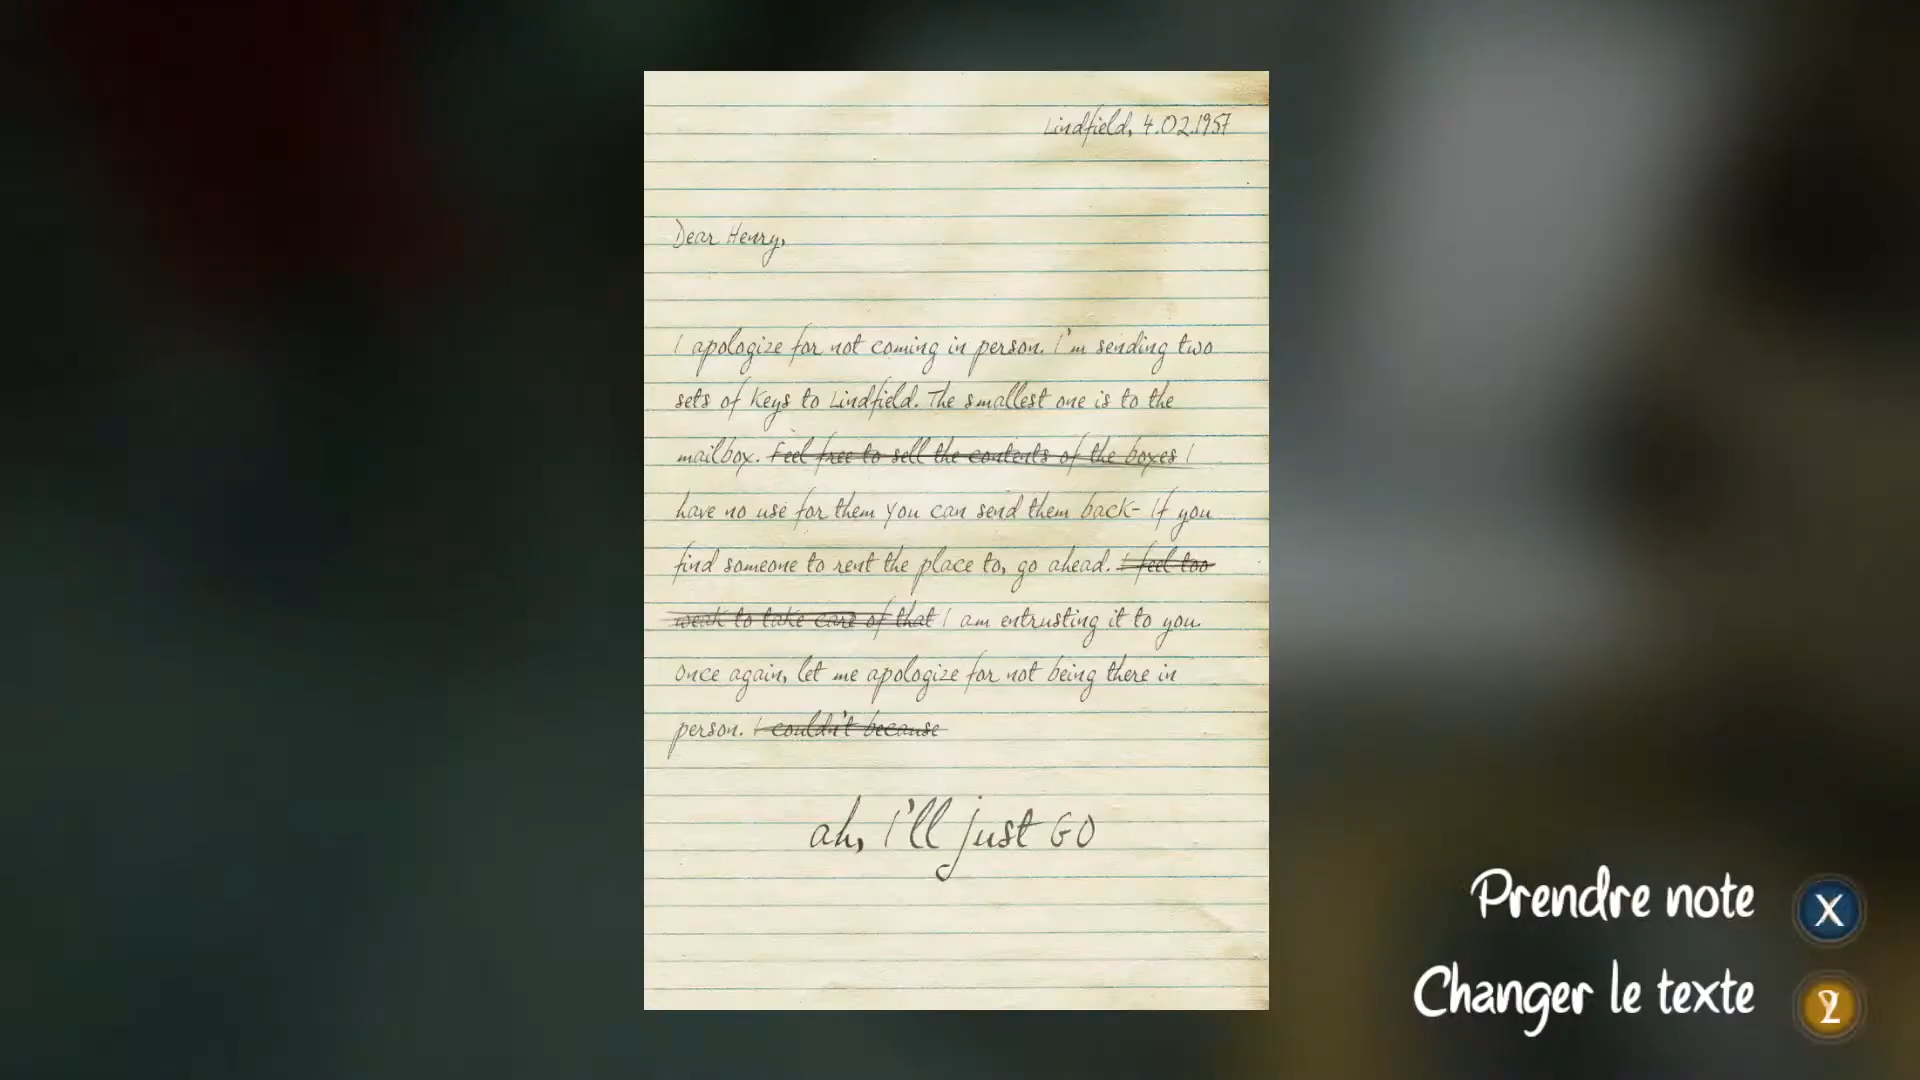 Lindfield, 4.02.1957
Dear Henry,
I apologize for not coming in person. I'm sending two
sets of keys to Lindfield. The smallest one is to the
mailbox. Feel free to sell the contents of the boxes I
have no use for them you can send them back- If you
find someone to rent the place to, go ahead. I feel too
weak to take care of that I am entrusting it to you.
Once again, let me apologize for not being there in
person. I couldn't because
ah, I'll just GO
Prendre note X
Changer le texte Y